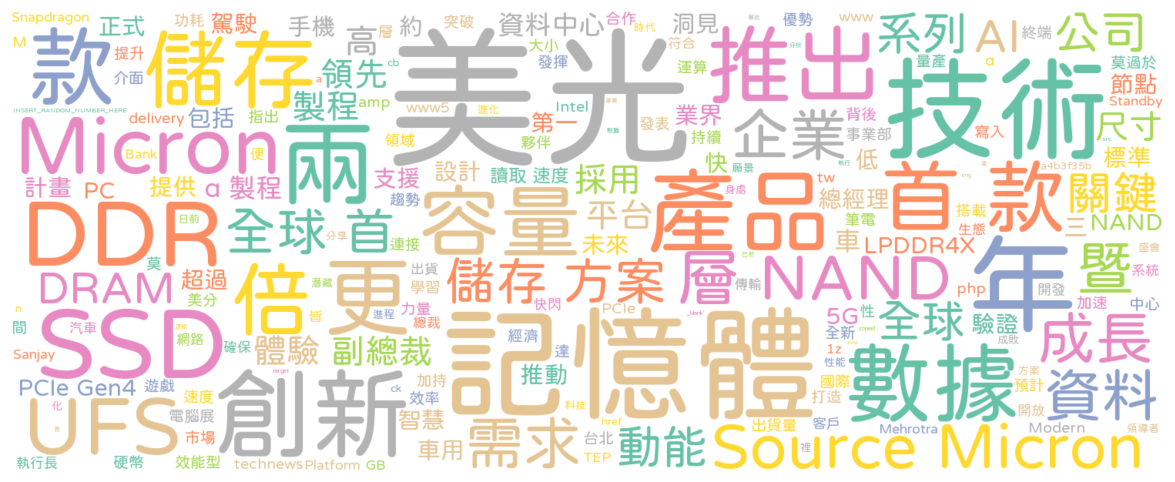 Snapdragon 正式 功耗 駕駛 手機 高 層 約 突破 資料中心 合作 時代 洞見 優勢 www 系列 AI 終端 公司
M 款 提升 儲存 領先 cb 美光 大小 發揮 符合 運算 推出 量產 a 技術 莫過於
介面 製程 a amp www5 進化 Intel 業界 發表 背後 節點
INSERT_RANDOM_NUMBER_HERE delivery 包括 指出 第一 企業 事業部 寫入 Standby 尺寸
Micron Bank 便 兩 領域 夥伴 持續 快 低 標準
計畫 PC 提供 a 製程 支援 設計 讀取 速度 採用 願景 tw 執行 a4b3f35b 關鍵
DDR 日前 全球 首 趨勢 容量 平台 產品 身處 總經理 首 款 搭載 三 NAND
分享 連接 未來 車 筆電 LPDDR4X 生態
DRAM 莫 超過 倍 更 出貨 儲存 方案 層 NAND 傳輸 年 暨 盛會 系統
美分 潛藏 學習 快閃 php 開發 加速 中心
n 間 SSD 汽車 網路 皆 進程 力量 總裁 記憶體 PCIe _blank 5G 性 全球 驗證 成長
Sanjay 確保 體驗 副總裁 經濟 達 全新 成敗
target 1z 性能 方案
PCIe Gen4 遊戲 創新 ck 加持 推動 國際 數據 預計 資料
化 UFS 速度 效率 科技 打造 開放
電腦展 智慧 href 出貨量 客戶 Mehrotra Modern 領導者
市場 車用 需求 台北 動能 裡 Source Micron
執行長 硬幣 效能型 technews Platform GB TEP